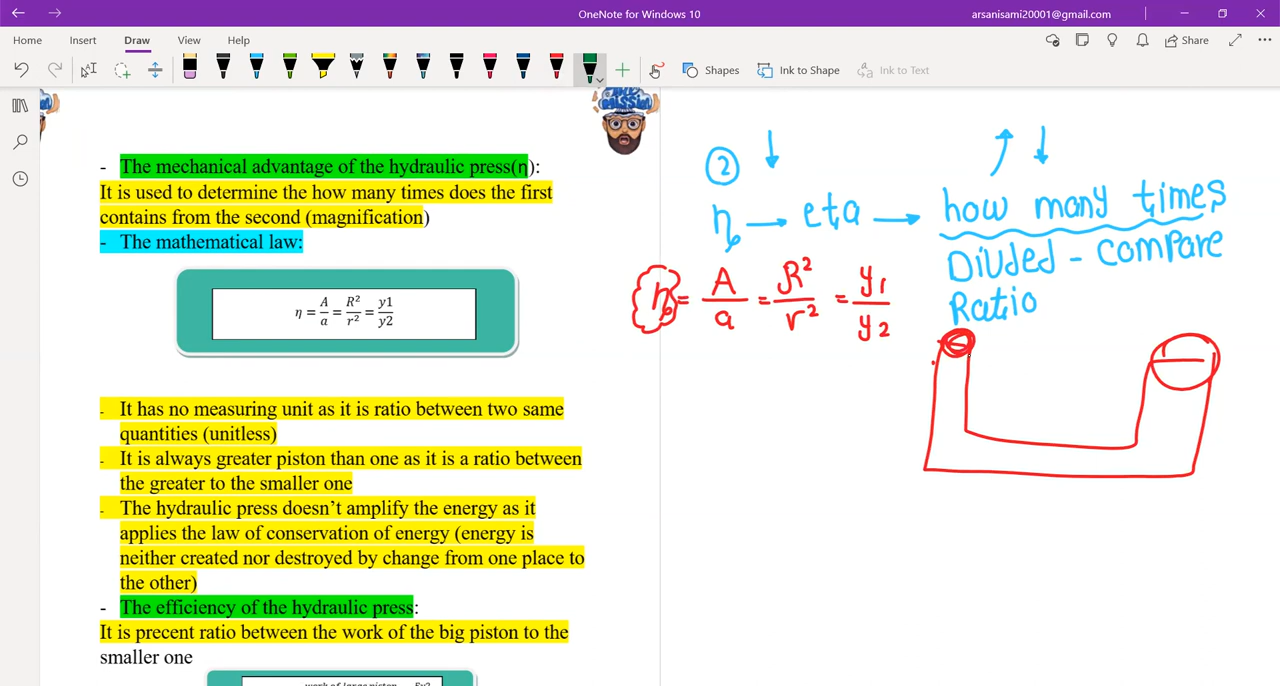 OneNote for Windows 10
arsanisami20001@gmail.com
Home Insert Draw View Help
Share
Shapes Ink to Shape Ink to Text
- The mechanical advantage of the hydraulic press(η):
It is used to determine the how many times does the first
contains from the second (magnification)
- The mathematical law:
η = A/a = R²/r² = y1/y2
- It has no measuring unit as it is ratio between two same
quantities (unitless)
- It is always greater piston than one as it is a ratio between
the greater to the smaller one
- The hydraulic press doesn't amplify the energy as it
applies the law of conservation of energy (energy is
neither created nor destroyed by change from one place to
the other)
- The efficiency of the hydraulic press:
It is precent ratio between the work of the big piston to the
smaller one
② ↓ ↑ ↓
η → eta → how many times
Divided - compare
Ratio
η = A/a = R²/r² = y₁/y₂